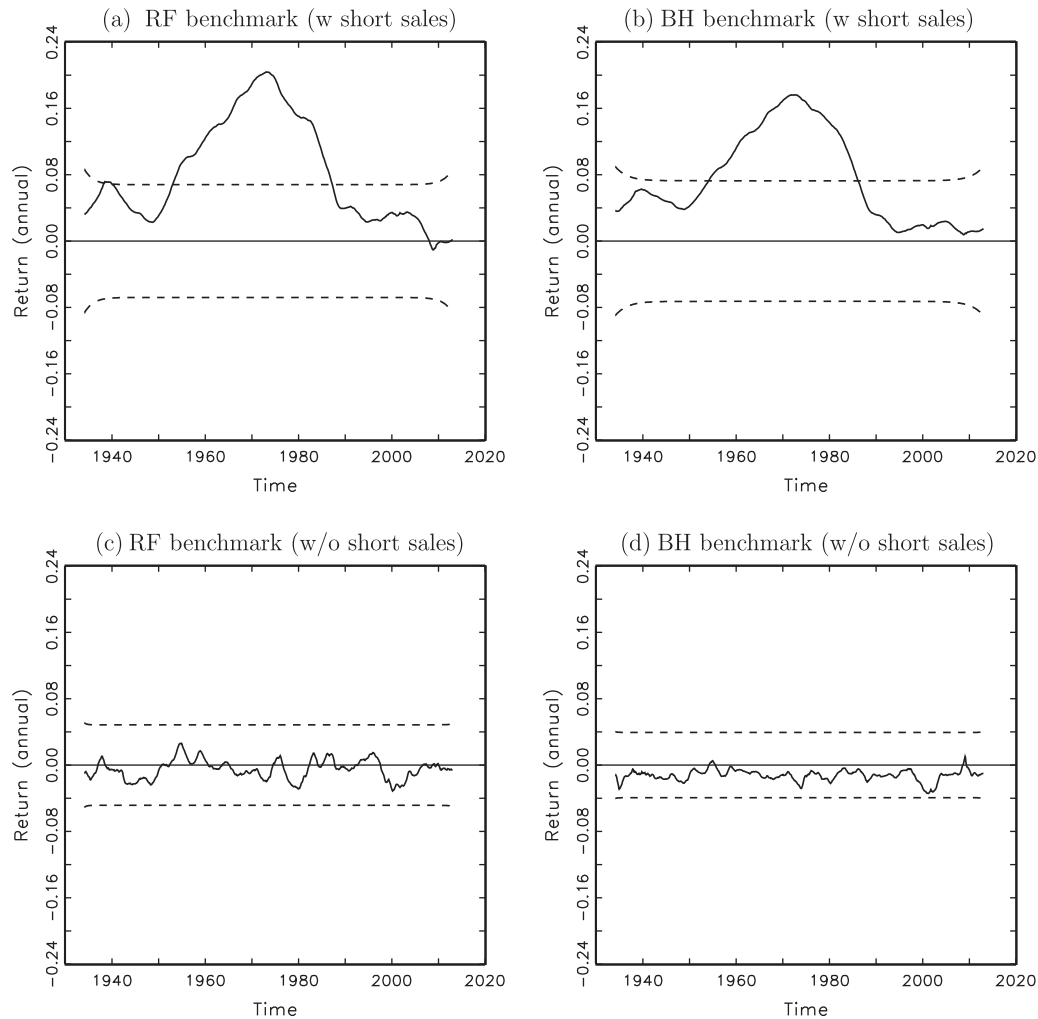 (a) RF benchmark (w short sales)
Return (annual)
0.24
0.16
0.08
0.00
−0.08
−0.16
−0.24
1940 1960 1980 2000 2020
Time
(b) BH benchmark (w short sales)
Return (annual)
0.24
0.16
0.08
0.00
−0.08
−0.16
−0.24
1940 1960 1980 2000 2020
Time
(c) RF benchmark (w/o short sales)
Return (annual)
0.24
0.16
0.08
0.00
−0.08
−0.16
−0.24
1940 1960 1980 2000 2020
Time
(d) BH benchmark (w/o short sales)
Return (annual)
0.24
0.16
0.08
0.00
−0.08
−0.16
−0.24
1940 1960 1980 2000 2020
Time